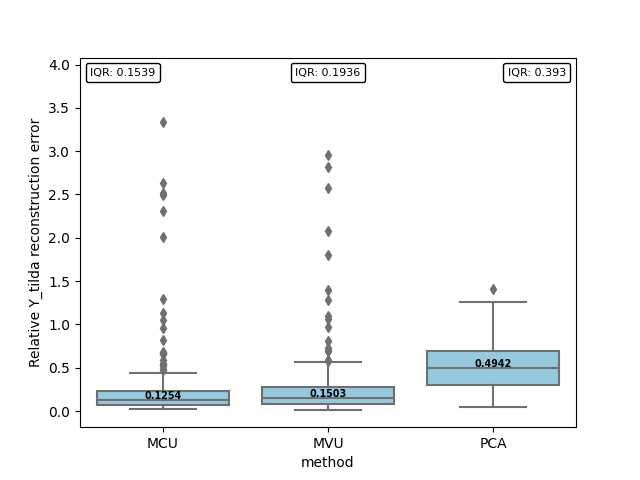 4.0
3.5
3.0
2.5
2.0
1.5
1.0
0.5
0.0
Relative Y_tilda reconstruction error
IQR: 0.1539
IQR: 0.1936
IQR: 0.393
0.1254
0.1503
0.4942
MCU
MVU
PCA
method